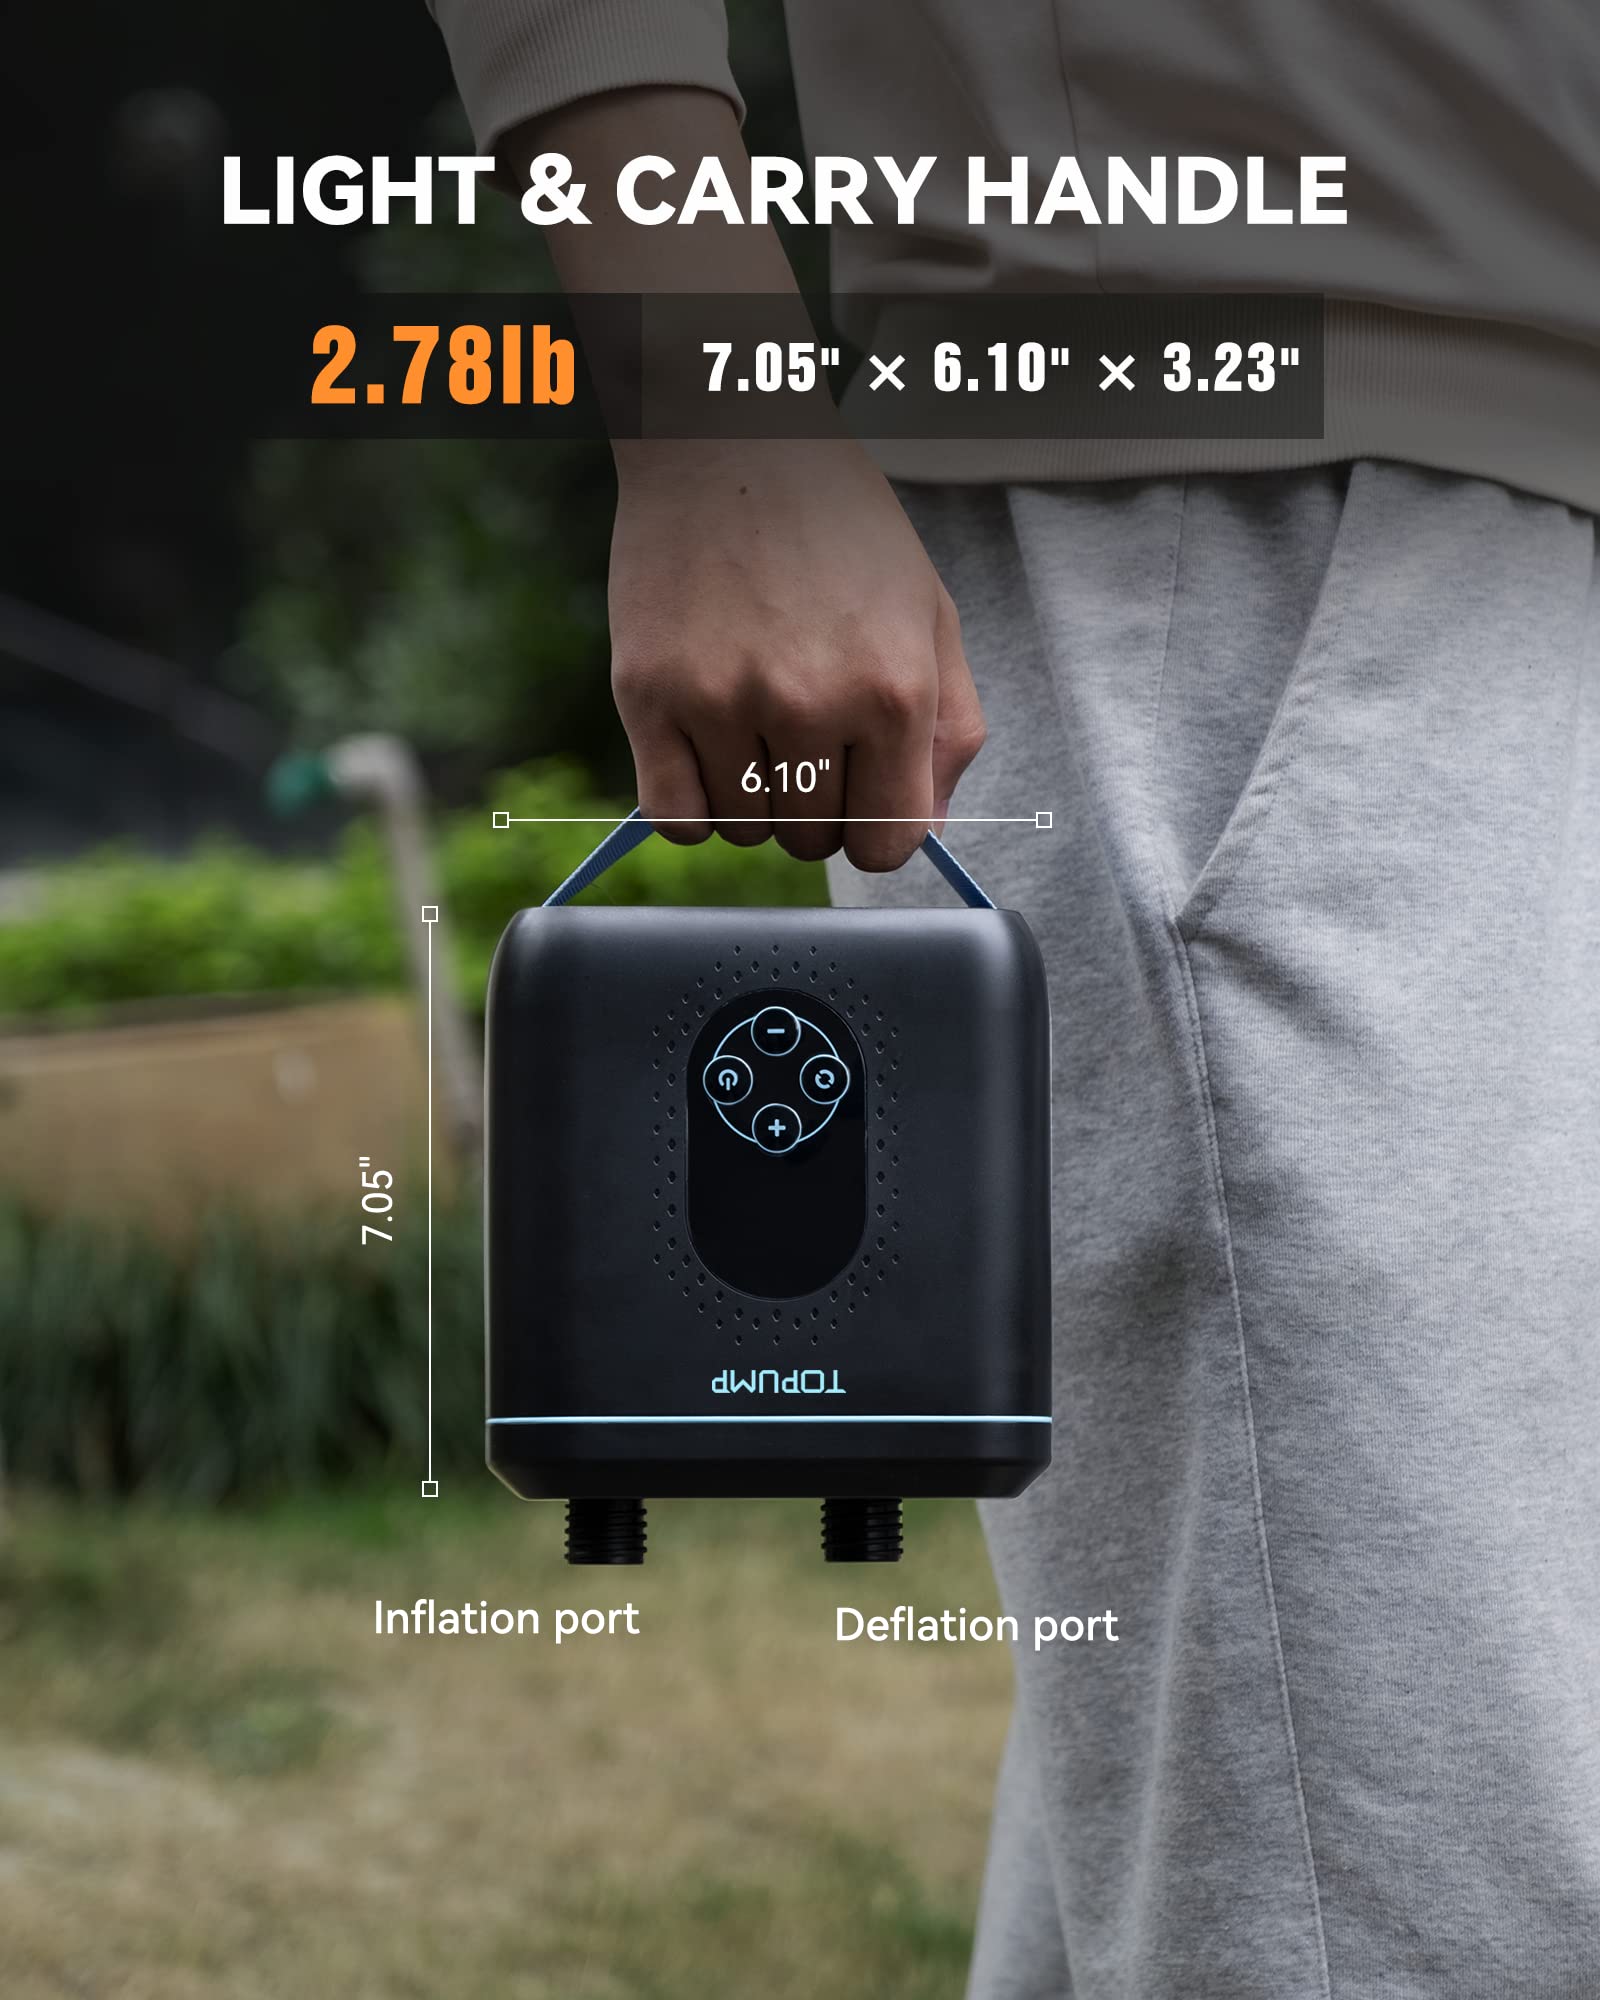 LIGHT & CARRY HANDLE
2.78lb
7.05" × 6.10" × 3.23"
6.10"
7.05"
TOPUMP
Inflation port
Deflation port